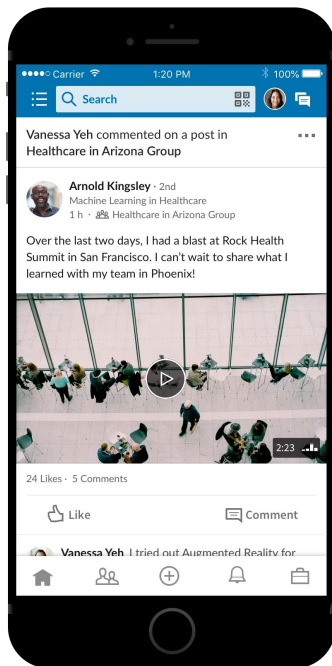 Carrier 1:20 PM 100%
Search
Vanessa Yeh commented on a post in
Healthcare in Arizona Group
Arnold Kingsley · 2nd
Machine Learning in Healthcare
1 h · Healthcare in Arizona Group
Over the last two days, I had a blast at Rock Health
Summit in San Francisco. I can't wait to share what I
learned with my team in Phoenix!
2:23
24 Likes · 5 Comments
Like Comment
Vanessa Yeh I tried out Augmented Reality for